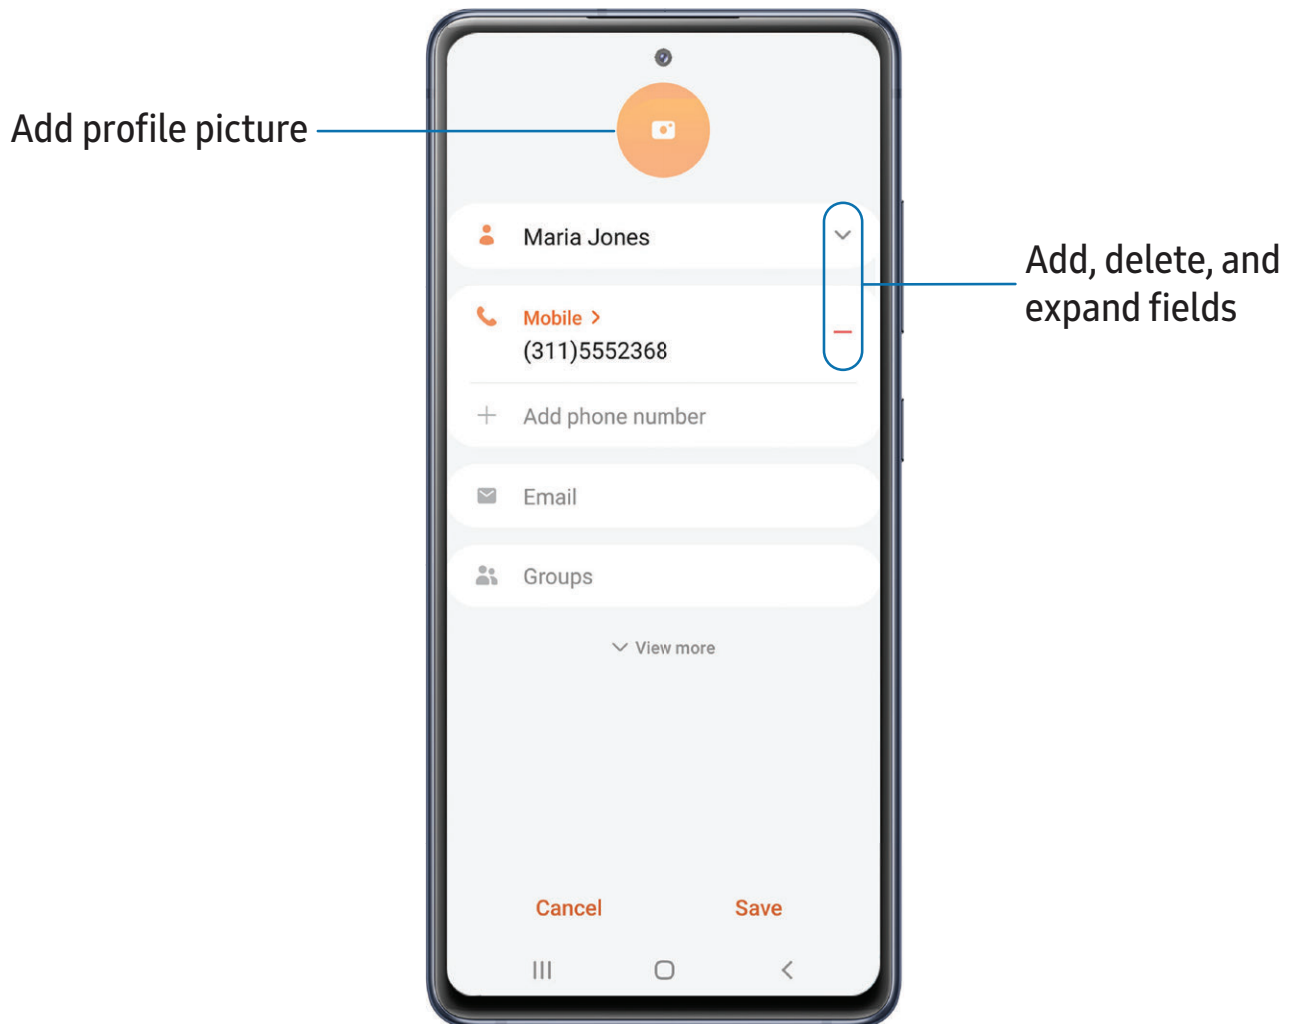 Add profile picture
Maria Jones
Add, delete, and
expand fields
Mobile >
(311)5552368
Add phone number
Email
Groups
View more
Cancel
Save